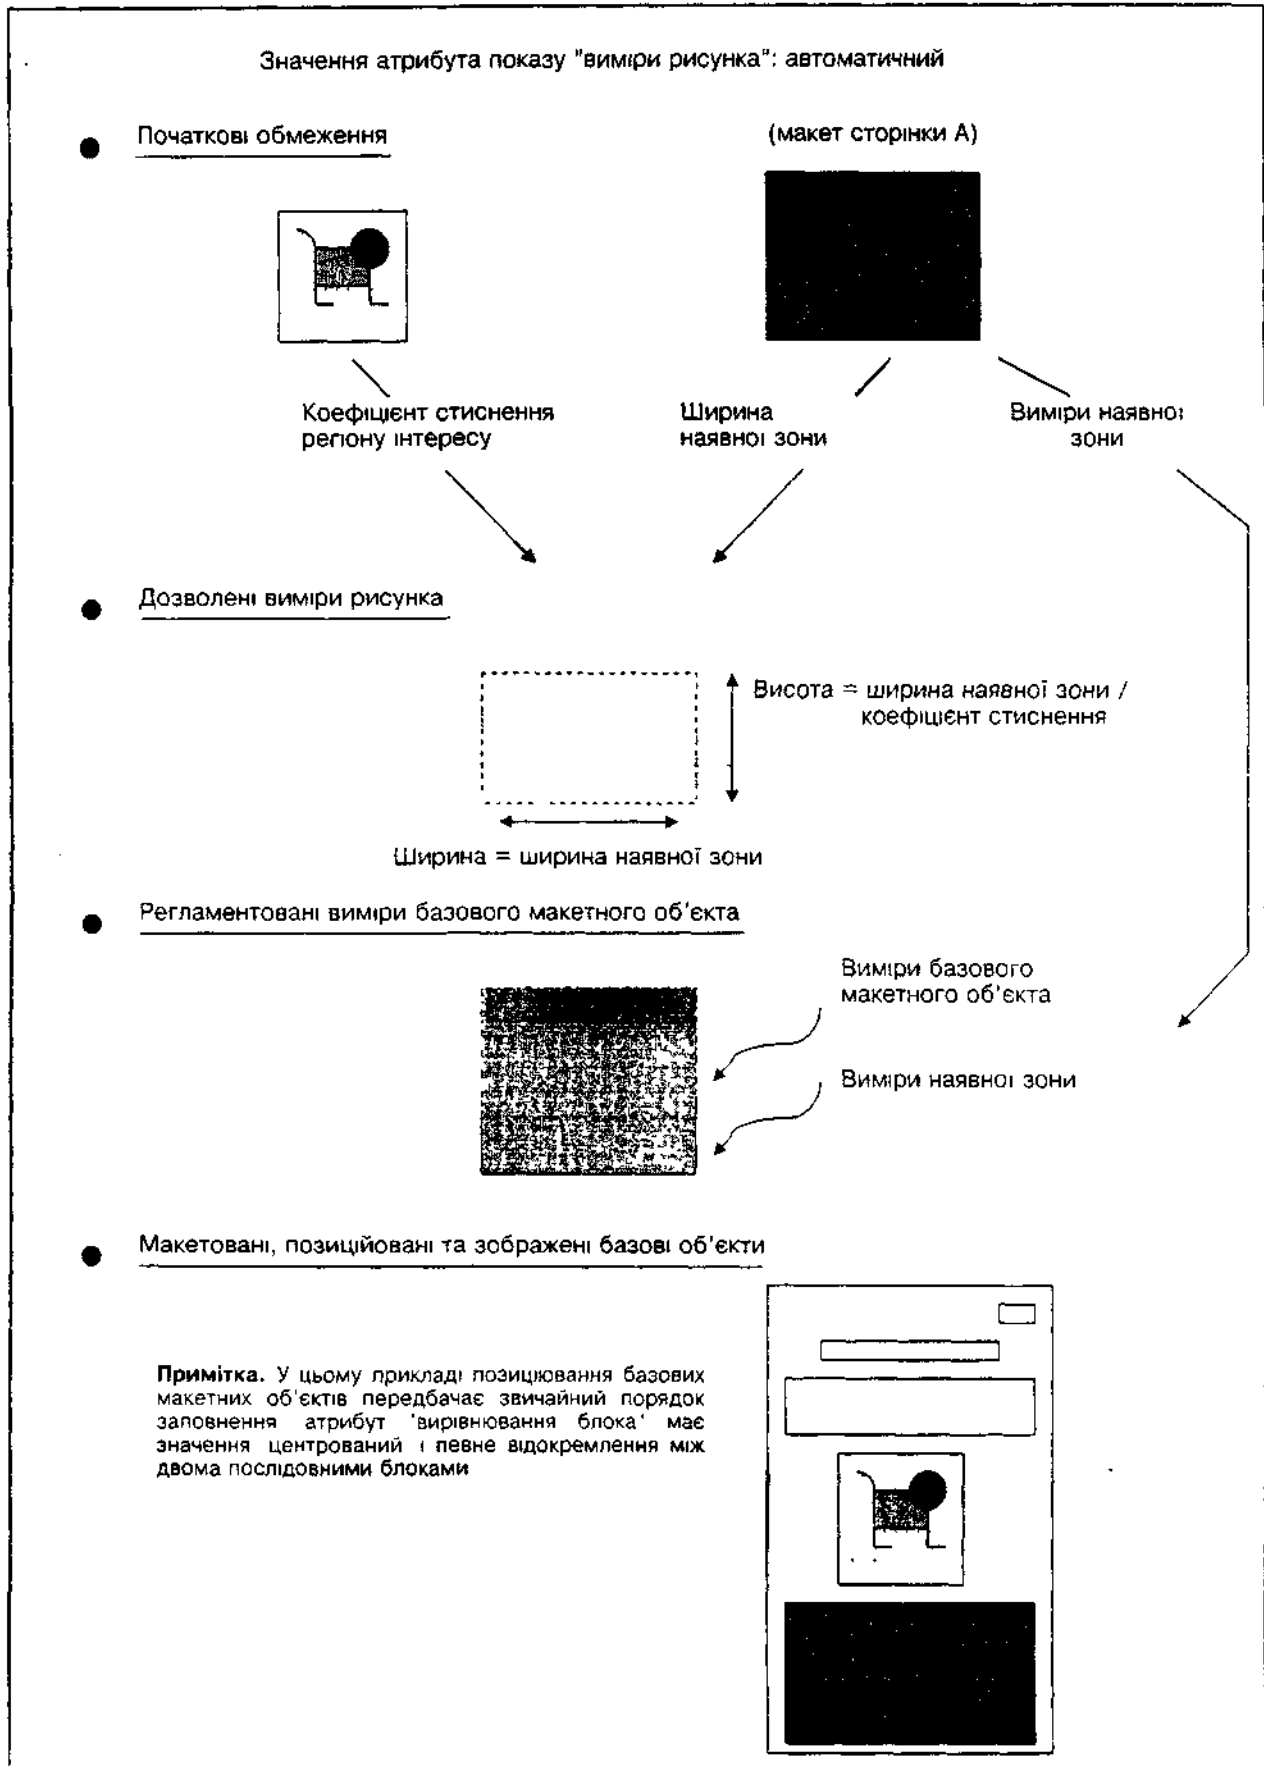 Значення атрибута показу "виміри рисунка": автоматичний
Початкові обмеження
(макет сторінки А)
Коефіцієнт стиснення
регіону інтересу
Ширина
наявної зони
Виміри наявної
зони
Дозволені виміри рисунка
Висота = ширина наявної зони /
коефіцієнт стиснення
Ширина = ширина наявної зони
Регламентовані виміри базового макетного об'єкта
Виміри базового
макетного об'єкта
Виміри наявної зони
Макетовані, позиційовані та зображені базові об'єкти
Примітка. У цьому прикладі позиціювання базових
макетних об'єктів передбачає звичайний порядок
заповнення атрибут 'вирівнювання блока' має
значення центрований і певне відокремлення між
двома послідовними блоками